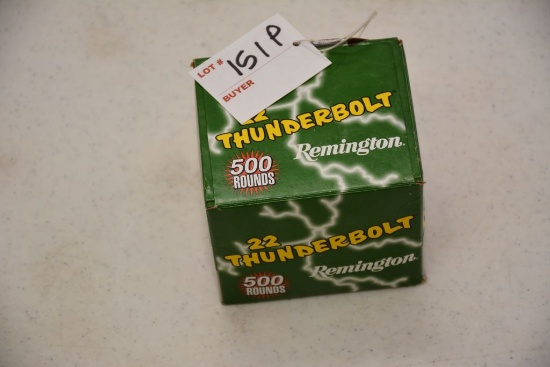 LOT # 151P
BUYER
22
THUNDERBOLT
Remington.
500
ROUNDS
22
THUNDERBOLT
Remington.
500
ROUNDS